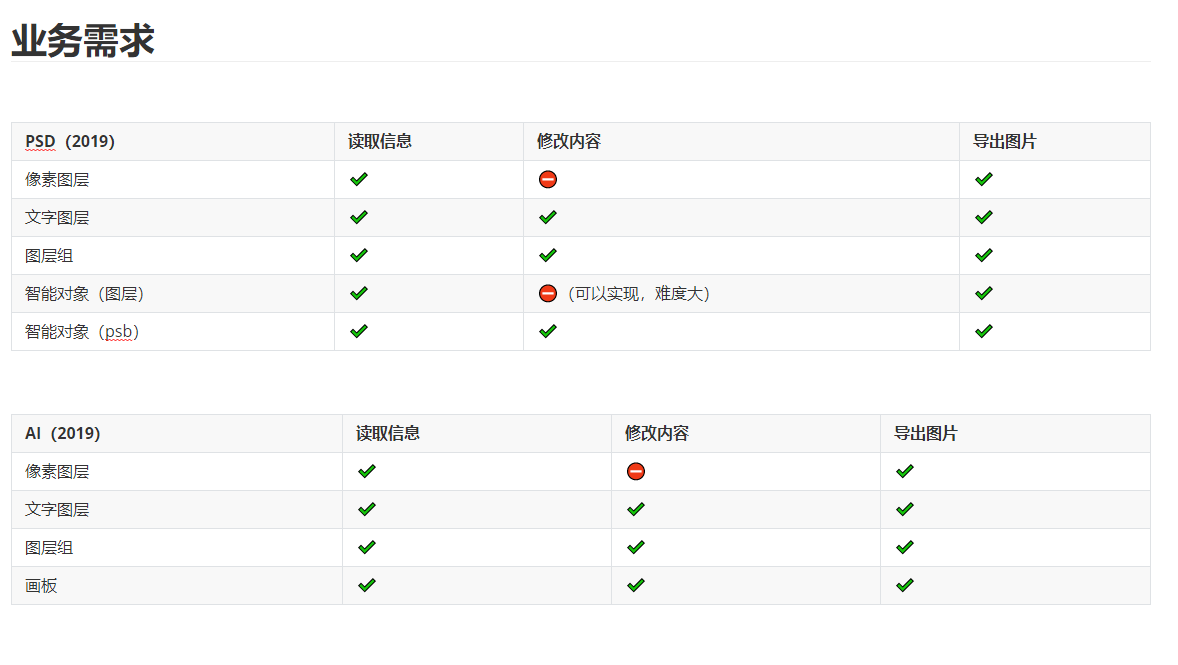 业务需求
PSD（2019） 读取信息 修改内容 导出图片
像素图层 ✔ ⛔ ✔
文字图层 ✔ ✔ ✔
图层组 ✔ ✔ ✔
智能对象（图层） ✔ ⛔（可以实现，难度大） ✔
智能对象（psb） ✔ ✔ ✔
AI（2019） 读取信息 修改内容 导出图片
像素图层 ✔ ⛔ ✔
文字图层 ✔ ✔ ✔
图层组 ✔ ✔ ✔
画板 ✔ ✔ ✔